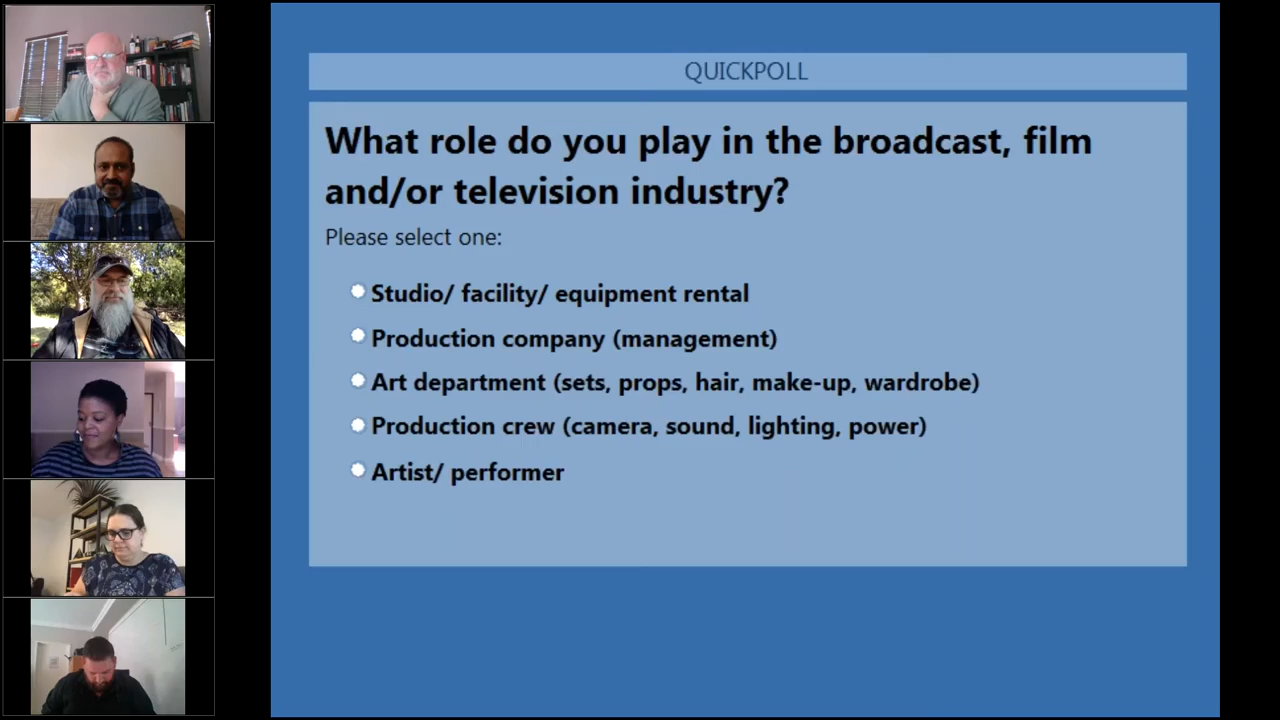 QUICKPOLL
What role do you play in the broadcast, film
and/or television industry?
Please select one:
Studio/ facility/ equipment rental
Production company (management)
Art department (sets, props, hair, make-up, wardrobe)
Production crew (camera, sound, lighting, power)
Artist/ performer